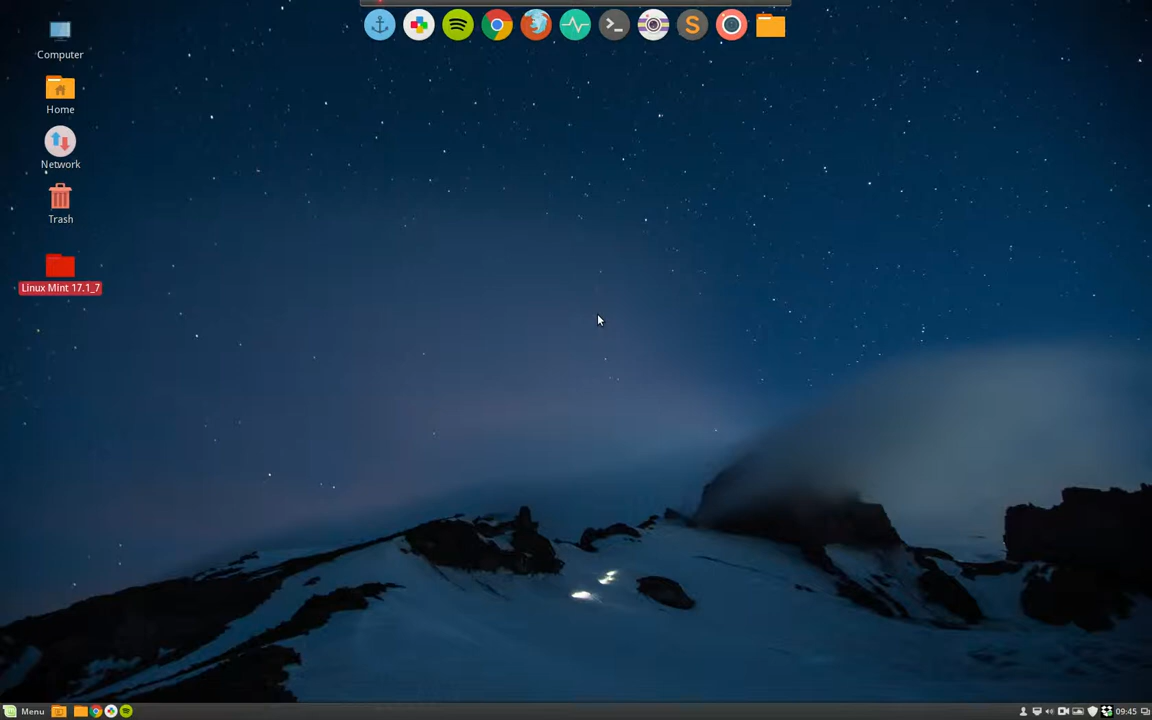 Computer
Home
Network
Trash
Linux Mint 17.1_7
Menu
09:45